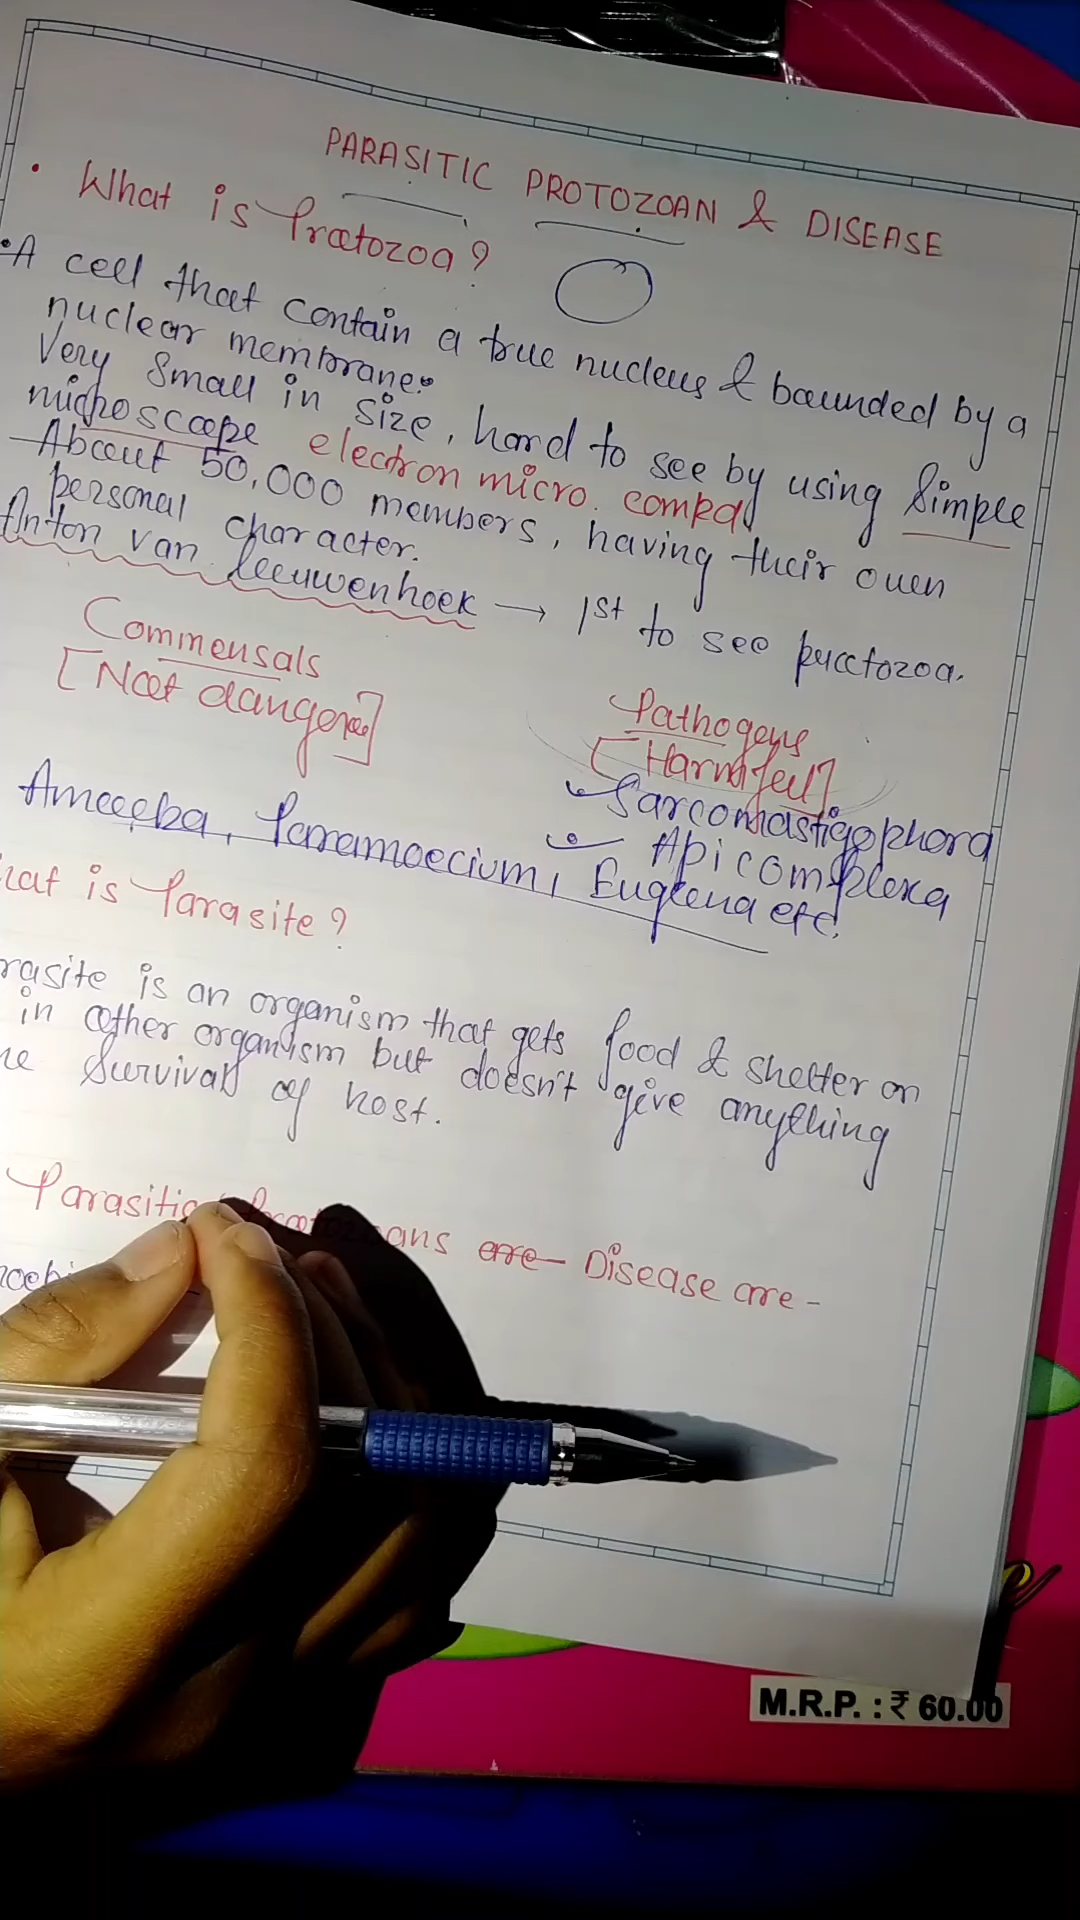 PARASITIC PROTOZOAN & DISEASE
• What is Protozoa?
• A cell that contain a true nucleus & bounded by a
nuclear membrane.
Very small in size, hard to see by using simple
microscope electron micro. compd
- About 50,000 members, having their own
personal character.
Anton van leeuwenhoek → 1st to see protozoa.
Commensals
[Not dangerous]
Pathogens
[Harmful]
Sarcomastigophora
Apicomplexa
Amoeba, Paramoecium, Euglena etc.
is Parasite?
is an organism that gets food & shelter on
in other organism but doesn't give anything
survival of host.
Parasitic ans are Disease are -
M.R.P. : ₹ 60.00